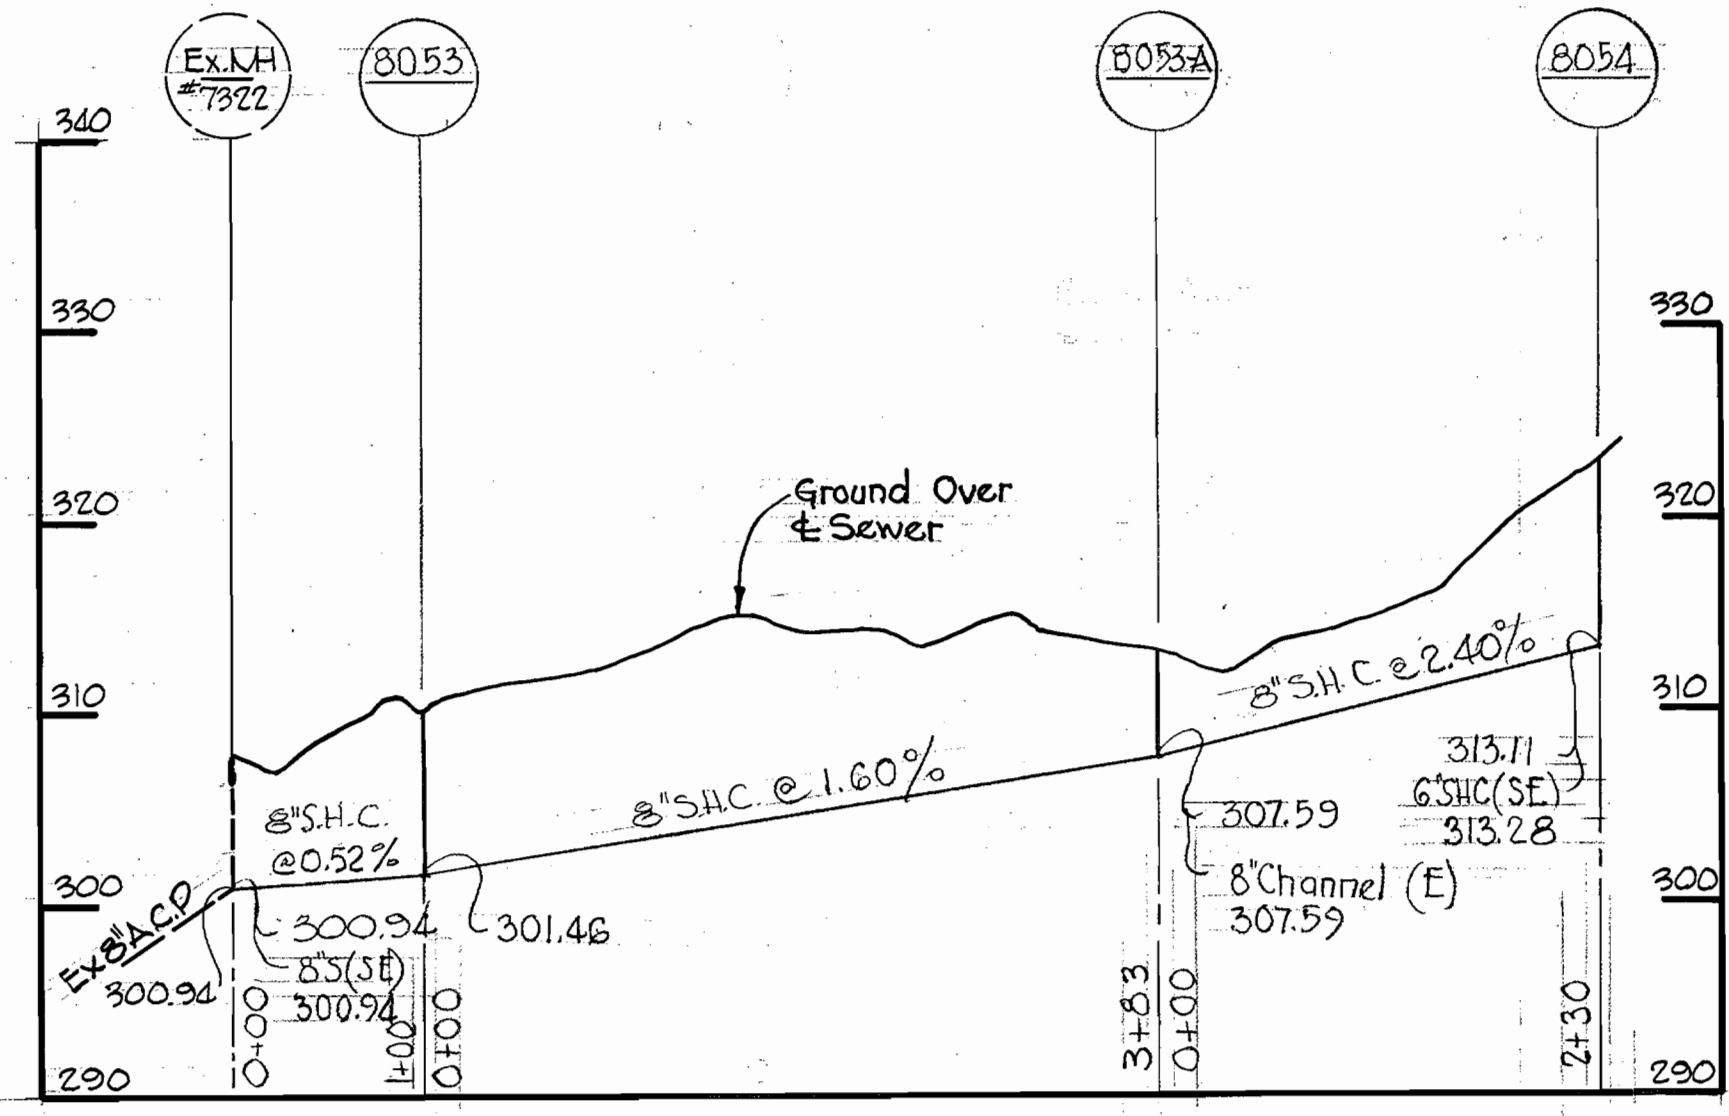 Ex.MH
#7322
8053
8053A
8054
340
330
320
310
300
290
330
320
310
300
290
Ground Over
℄ Sewer
8"S.H.C.
@0.52%
8"S.H.C. @ 1.60%
8"S.H.C. @ 2.40%
Ex 8"A.C.P
300.94
300.94
8"S(SE)
300.94
301.46
307.59
8"Channel (E)
307.59
313.11
6"SHC(SE)
313.28
0+00
1+00
0+00
3+83
0+00
2+30